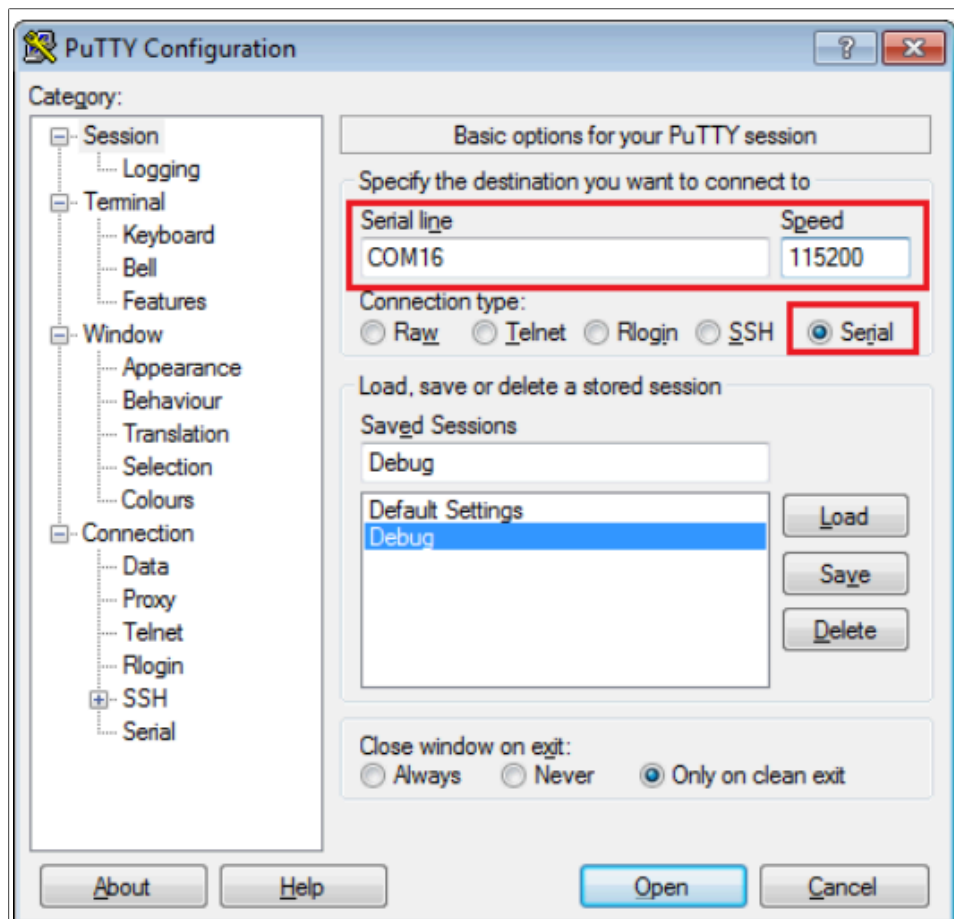 PuTTY Configuration
Category:
Session
Logging
Terminal
Keyboard
Bell
Features
Window
Appearance
Behaviour
Translation
Selection
Colours
Connection
Data
Proxy
Telnet
Rlogin
SSH
Serial
Basic options for your PuTTY session
Specify the destination you want to connect to
Serial line Speed
COM16 115200
Connection type:
Raw Telnet Rlogin SSH Serial
Load, save or delete a stored session
Saved Sessions
Debug
Default Settings
Debug
Load
Save
Delete
Close window on exit:
Always Never Only on clean exit
About Help Open Cancel